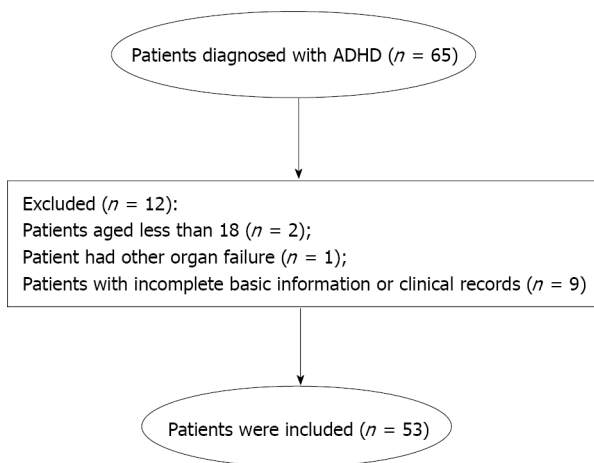 Patients diagnosed with ADHD (n = 65)
Excluded (n = 12):
Patients aged less than 18 (n = 2);
Patient had other organ failure (n = 1);
Patients with incomplete basic information or clinical records (n = 9)
Patients were included (n = 53)